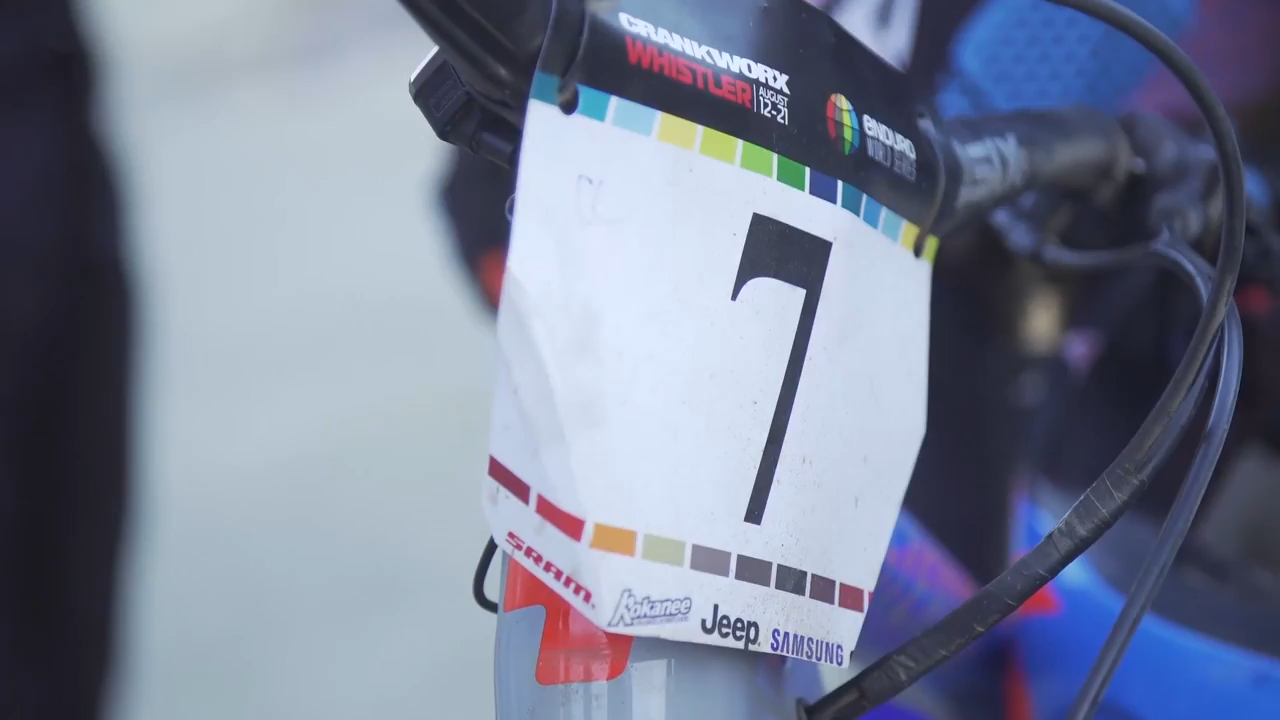 CRANKWORX
WHISTLER
AUGUST
12-21
ENDURO
WORLD SERIES
7
SRAM.
Kokanee
Jeep
SAMSUNG